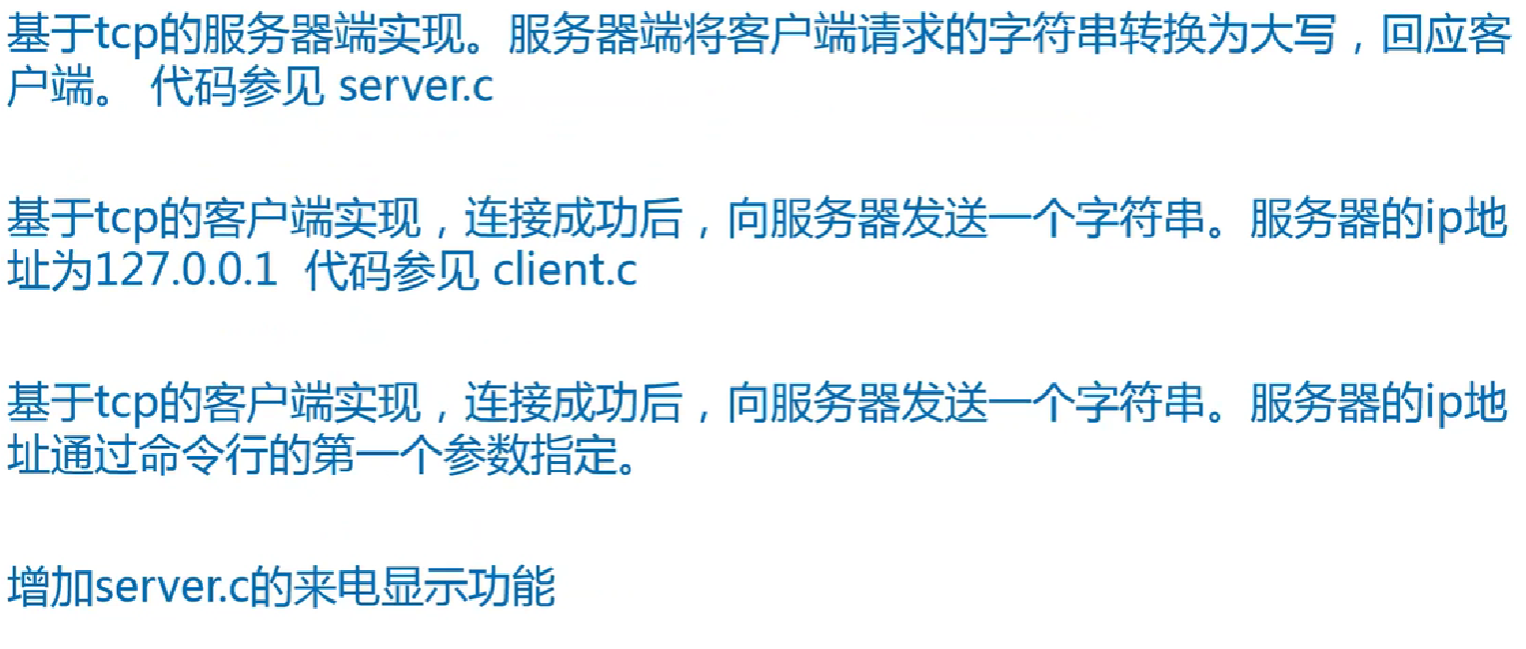 基于tcp的服务器端实现。服务器端将客户端请求的字符串转换为大写，回应客
户端。 代码参见 server.c
基于tcp的客户端实现，连接成功后，向服务器发送一个字符串。服务器的ip地
址为127.0.0.1 代码参见 client.c
基于tcp的客户端实现，连接成功后，向服务器发送一个字符串。服务器的ip地
址通过命令行的第一个参数指定。
增加server.c的来电显示功能